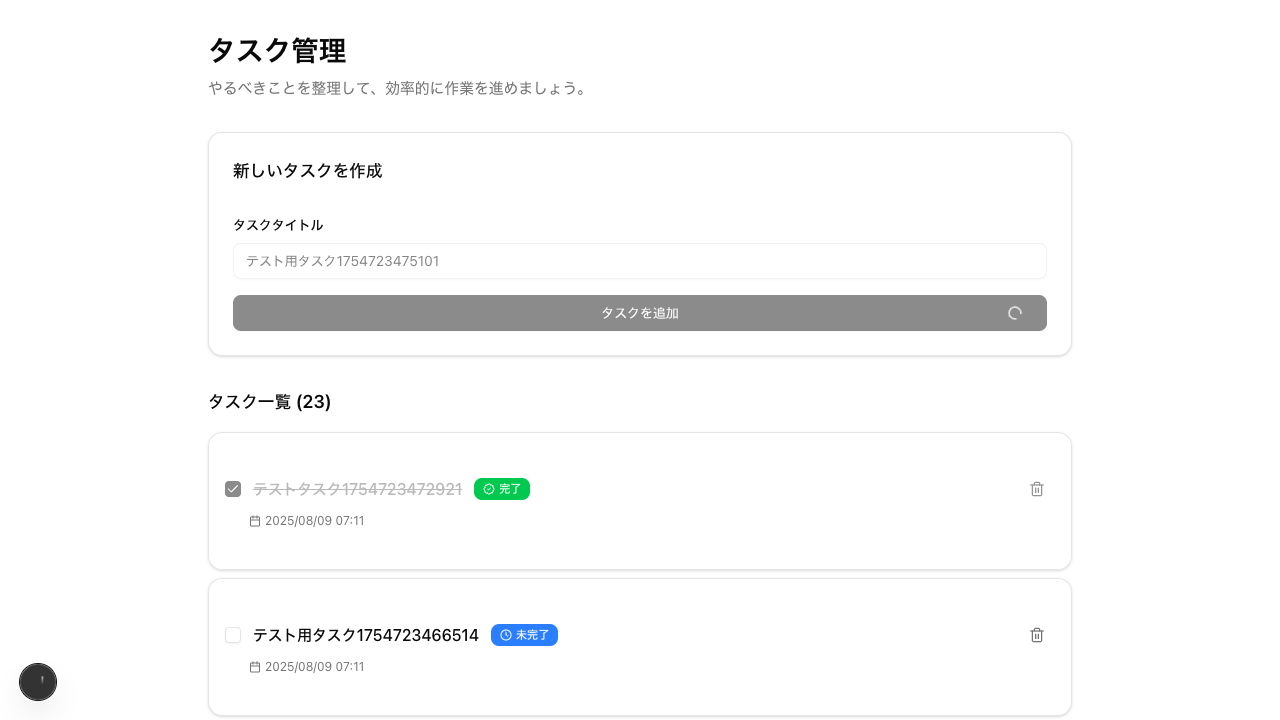 タスク管理
やるべきことを整理して、効率的に作業を進めましょう。
新しいタスクを作成
タスクタイトル
テスト用タスク1754723475101
タスクを追加
タスク一覧 (23)
テストタスク1754723472921 完了
2025/08/09 07:11
テスト用タスク1754723466514 未完了
2025/08/09 07:11